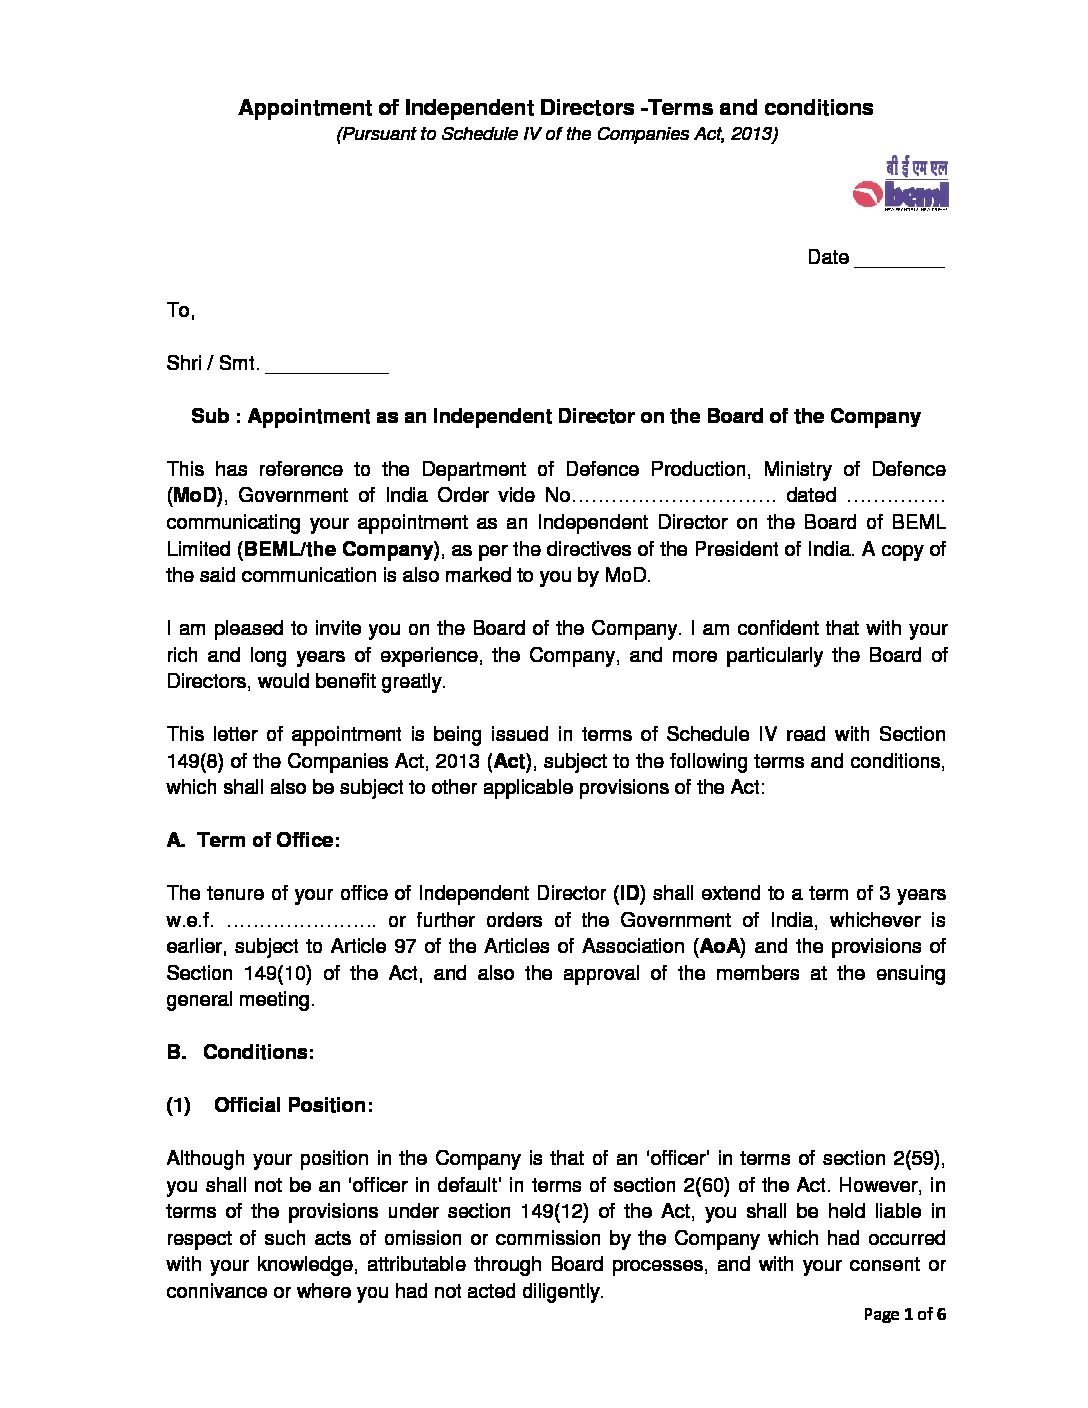 Appointment of Independent Directors -Terms and conditions
(Pursuant to Schedule IV of the Companies Act, 2013)
बी ई एम एल
beml
Date ________
To,
Shri / Smt. ___________
Sub : Appointment as an Independent Director on the Board of the Company
This has reference to the Department of Defence Production, Ministry of Defence
(MoD), Government of India Order vide No…………………………. dated ……………
communicating your appointment as an Independent Director on the Board of BEML
Limited (BEML/the Company), as per the directives of the President of India. A copy of
the said communication is also marked to you by MoD.
I am pleased to invite you on the Board of the Company. I am confident that with your
rich and long years of experience, the Company, and more particularly the Board of
Directors, would benefit greatly.
This letter of appointment is being issued in terms of Schedule IV read with Section
149(8) of the Companies Act, 2013 (Act), subject to the following terms and conditions,
which shall also be subject to other applicable provisions of the Act:
A. Term of Office:
The tenure of your office of Independent Director (ID) shall extend to a term of 3 years
w.e.f. ………………….. or further orders of the Government of India, whichever is
earlier, subject to Article 97 of the Articles of Association (AoA) and the provisions of
Section 149(10) of the Act, and also the approval of the members at the ensuing
general meeting.
B. Conditions:
(1) Official Position:
Although your position in the Company is that of an ‘officer’ in terms of section 2(59),
you shall not be an ‘officer in default’ in terms of section 2(60) of the Act. However, in
terms of the provisions under section 149(12) of the Act, you shall be held liable in
respect of such acts of omission or commission by the Company which had occurred
with your knowledge, attributable through Board processes, and with your consent or
connivance or where you had not acted diligently.
Page 1 of 6